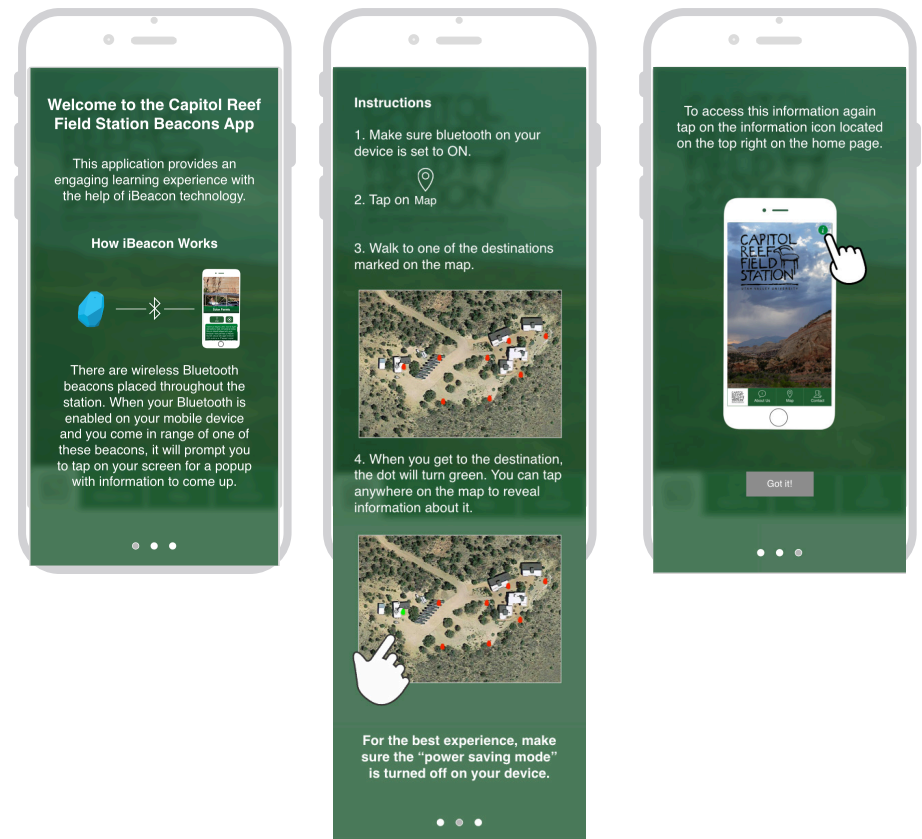 Welcome to the Capitol Reef
Field Station Beacons App
This application provides an
engaging learning experience with
the help of iBeacon technology.
How iBeacon Works
There are wireless Bluetooth
beacons placed throughout the
station. When your Bluetooth is
enabled on your mobile device
and you come in range of one of
these beacons, it will prompt you
to tap on your screen for a popup
with information to come up.
Instructions
1. Make sure bluetooth on your
device is set to ON.
2. Tap on Map
3. Walk to one of the destinations
marked on the map.
4. When you get to the destination,
the dot will turn green. You can tap
anywhere on the map to reveal
information about it.
For the best experience, make
sure the “power saving mode”
is turned off on your device.
To access this information again
tap on the information icon located
on the top right on the home page.
i
CAPITOL
REEF
FIELD
STATION
UTAH VALLEY UNIVERSITY
About Us
Map
Contact
Got it!